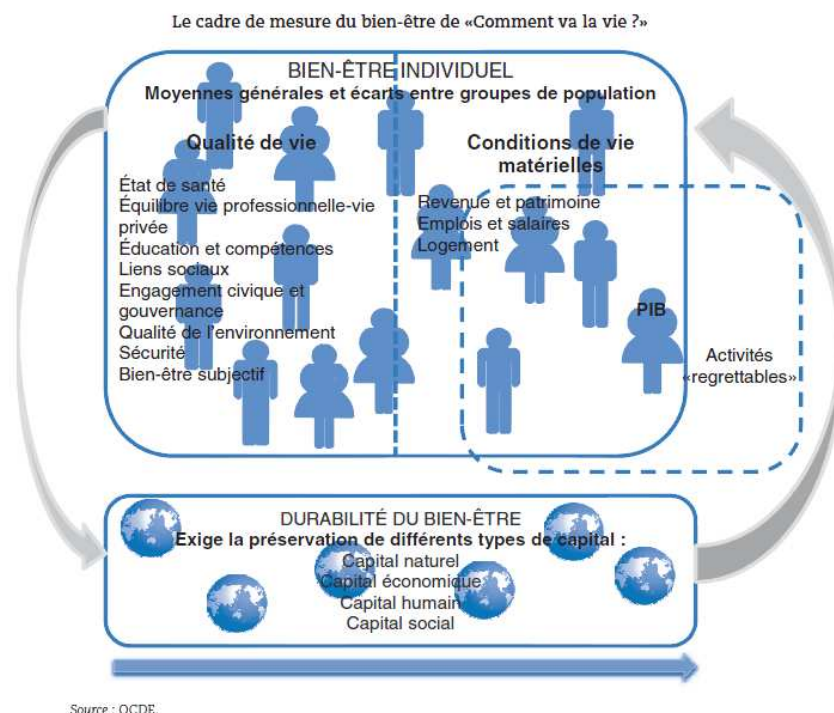 Le cadre de mesure du bien-être de «Comment va la vie ?»
BIEN-ÊTRE INDIVIDUEL
Moyennes générales et écarts entre groupes de population
Qualité de vie
État de santé
Équilibre vie professionnelle-vie
privée
Éducation et compétences
Liens sociaux
Engagement civique et
gouvernance
Qualité de l'environnement
Sécurité
Bien-être subjectif
Conditions de vie
matérielles
Revenue et patrimoine
Emplois et salaires
Logement
PIB
Activités
«regrettables»
DURABILITÉ DU BIEN-ÊTRE
Exige la préservation de différents types de capital :
Capital naturel
Capital économique
Capital humain
Capital social
Source : OCDE.